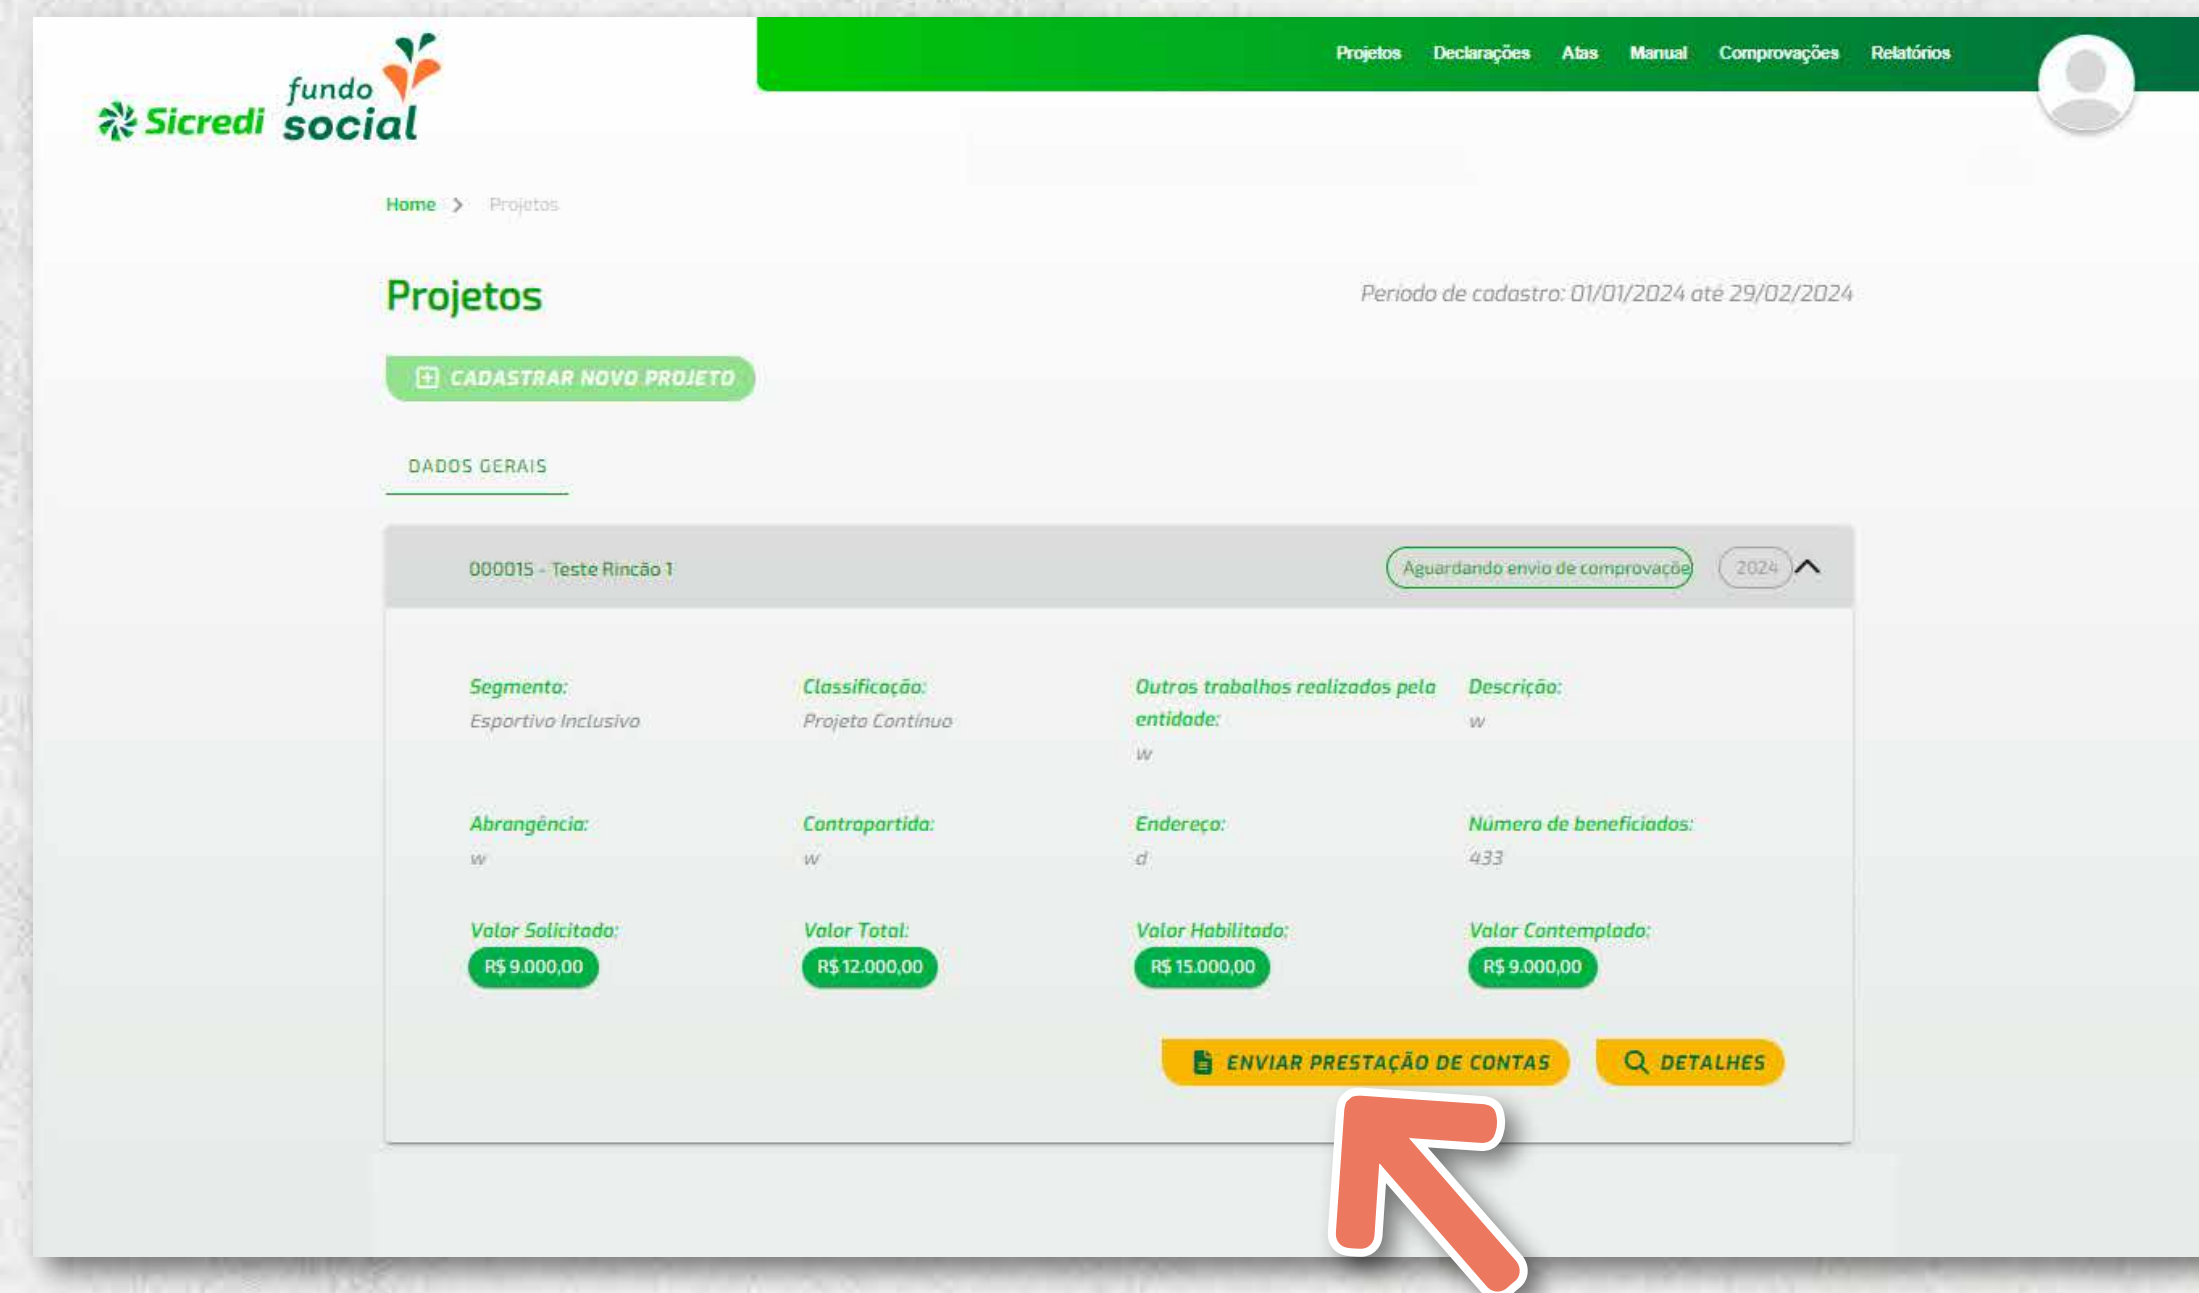 Projetos Declarações Atas Manual Comprovações Relatórios
Sicredi
fundo
social
Home > Projetos
Projetos
Período de cadastro: 01/01/2024 até 29/02/2024
CADASTRAR NOVO PROJETO
DADOS GERAIS
000015 - Teste Rincão 1
Aguardando envio de comprovaçõe
2024
Segmento:
Esportivo Inclusivo
Classificação:
Projeto Contínuo
Outros trabalhos realizados pela
entidade:
w
Descrição:
w
Abrangência:
w
Contrapartida:
w
Endereço:
d
Número de beneficiados:
433
Valor Solicitado:
R$ 9.000,00
Valor Total:
R$ 12.000,00
Valor Habilitado:
R$ 15.000,00
Valor Contemplado:
R$ 9.000,00
ENVIAR PRESTAÇÃO DE CONTAS
DETALHES